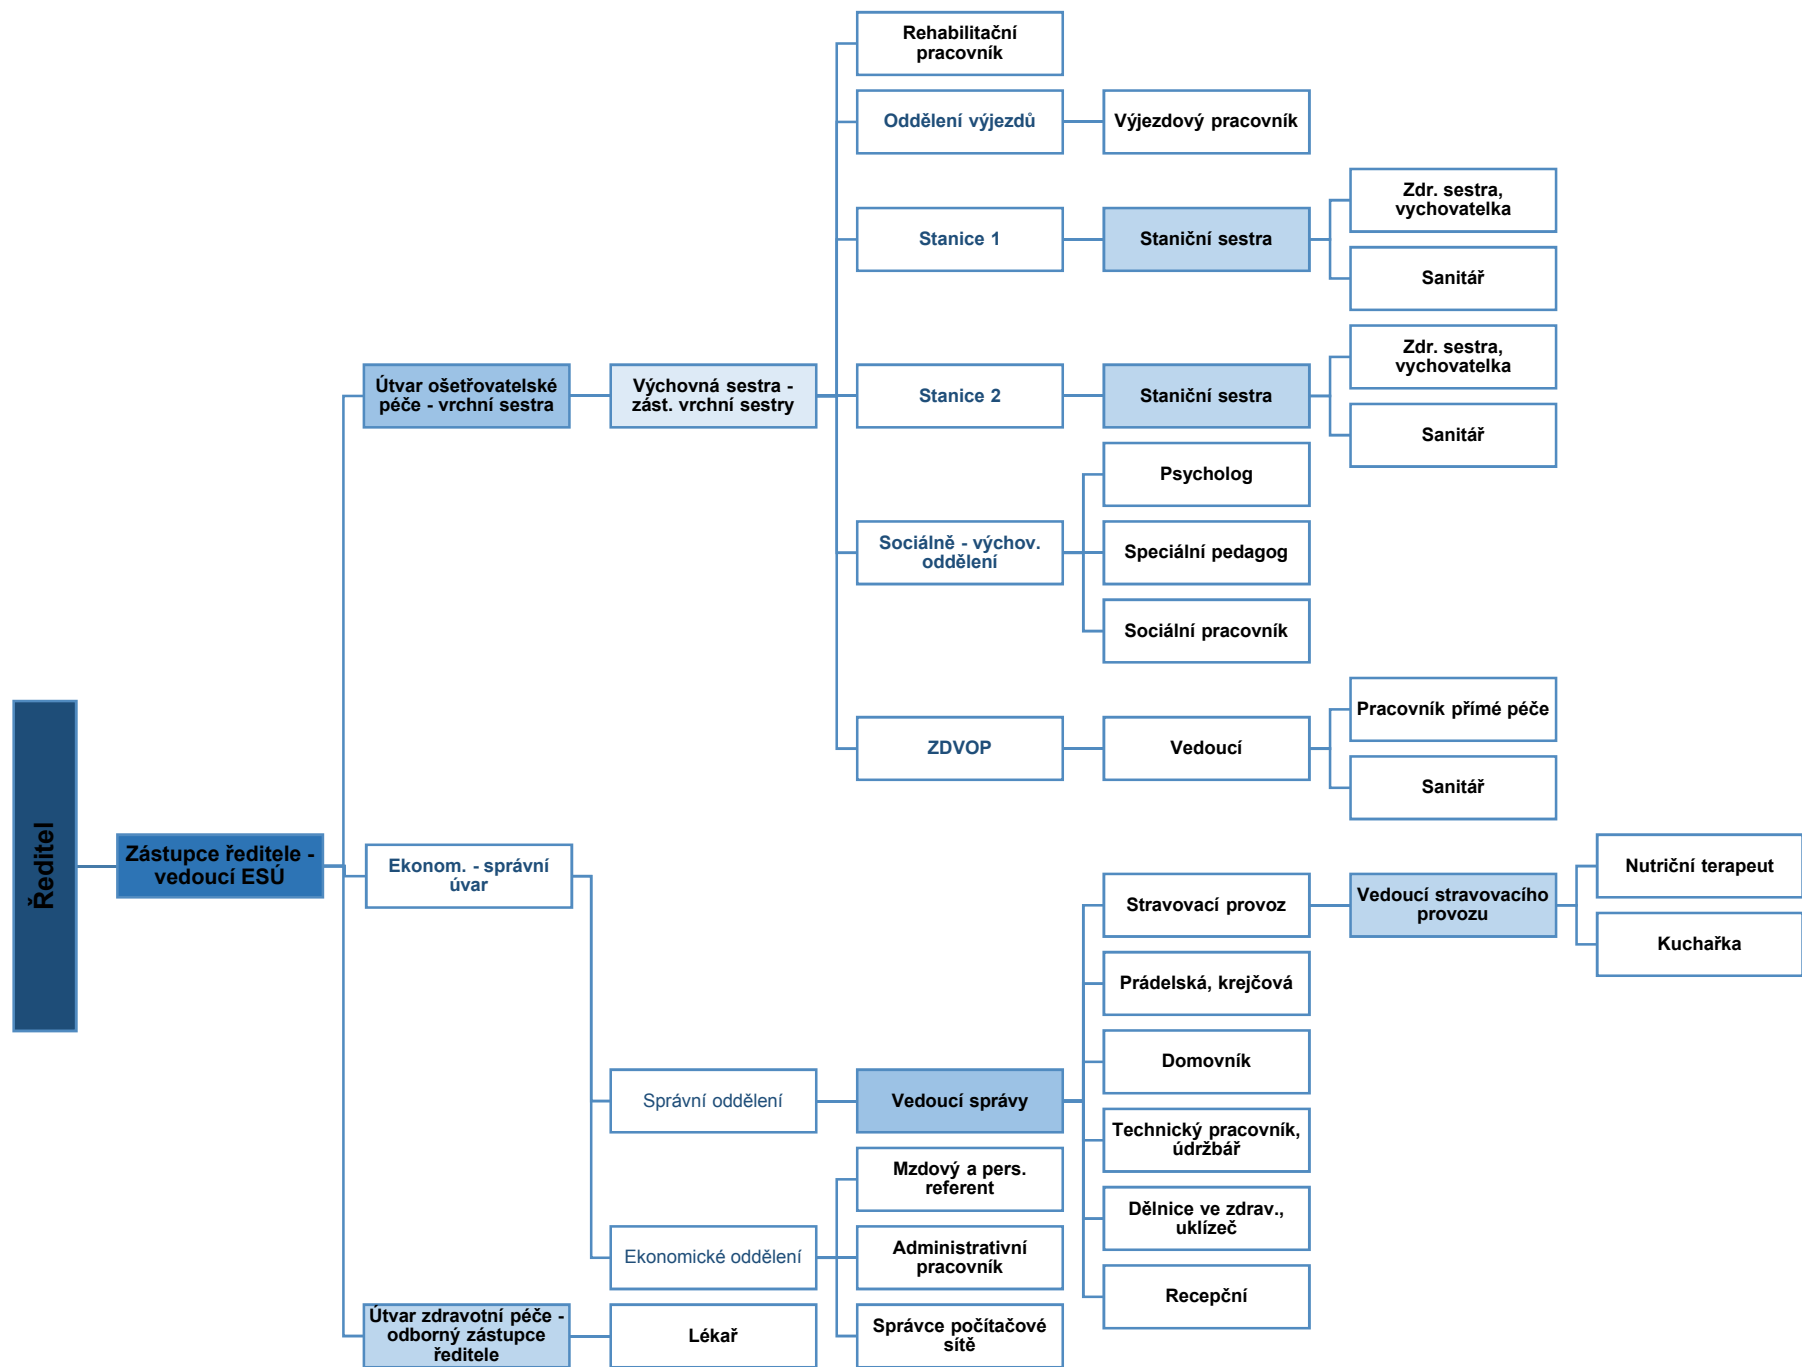 Rehabilitační
pracovník
Oddělení výjezdů
Výjezdový pracovník
Zdr. sestra,
vychovatelka
Stanice 1
Staniční sestra
Sanitář
Zdr. sestra,
vychovatelka
Útvar ošetřovatelské
péče - vrchní sestra
Výchovná sestra -
zást. vrchní sestry
Stanice 2
Staniční sestra
Sanitář
Psycholog
Sociálně - výchov.
oddělení
Speciální pedagog
Sociální pracovník
Pracovník přímé péče
ZDVOP
Vedoucí
Sanitář
Ředitel
Zástupce ředitele -
vedoucí ESÚ
Ekonom. - správní
úvar
Stravovací provoz
Vedoucí stravovacího
provozu
Nutriční terapeut
Kuchařka
Prádelská, krejčová
Domovník
Správní oddělení
Vedoucí správy
Technický pracovník,
údržbář
Mzdový a pers.
referent
Dělnice ve zdrav.,
uklízeč
Ekonomické oddělení
Administrativní
pracovník
Recepční
Útvar zdravotní péče -
odborný zástupce
ředitele
Lékař
Správce počítačové
sítě